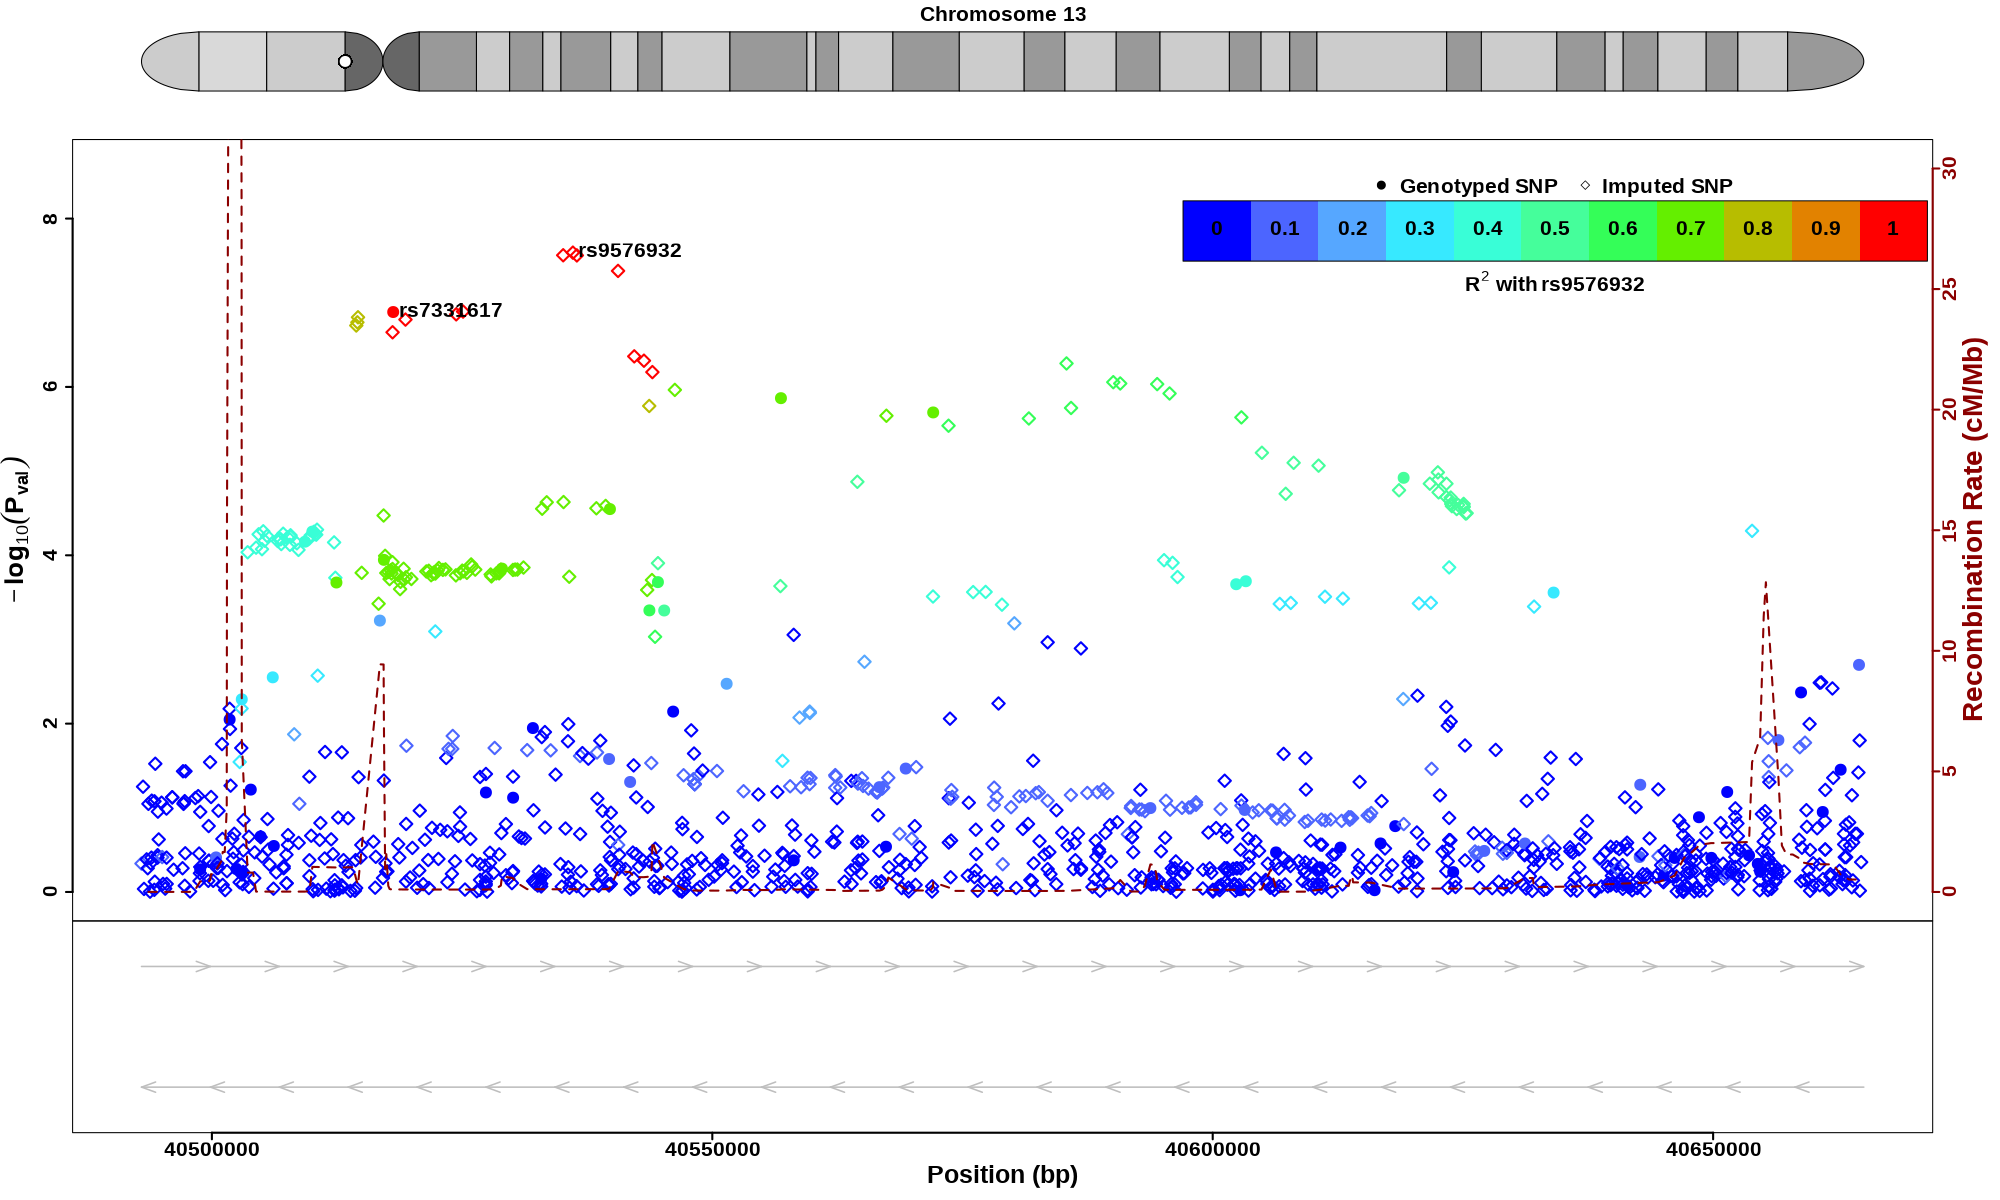 Chromosome 13
Genotyped SNP
Imputed SNP
0 0.1 0.2 0.3 0.4 0.5 0.6 0.7 0.8 0.9 1
R2 with rs9576932
rs9576932
rs7331617
8
6
4
2
0
−log10(Pval)
30
25
20
15
10
5
0
Recombination Rate (cM/Mb)
40500000 40550000 40600000 40650000
Position (bp)